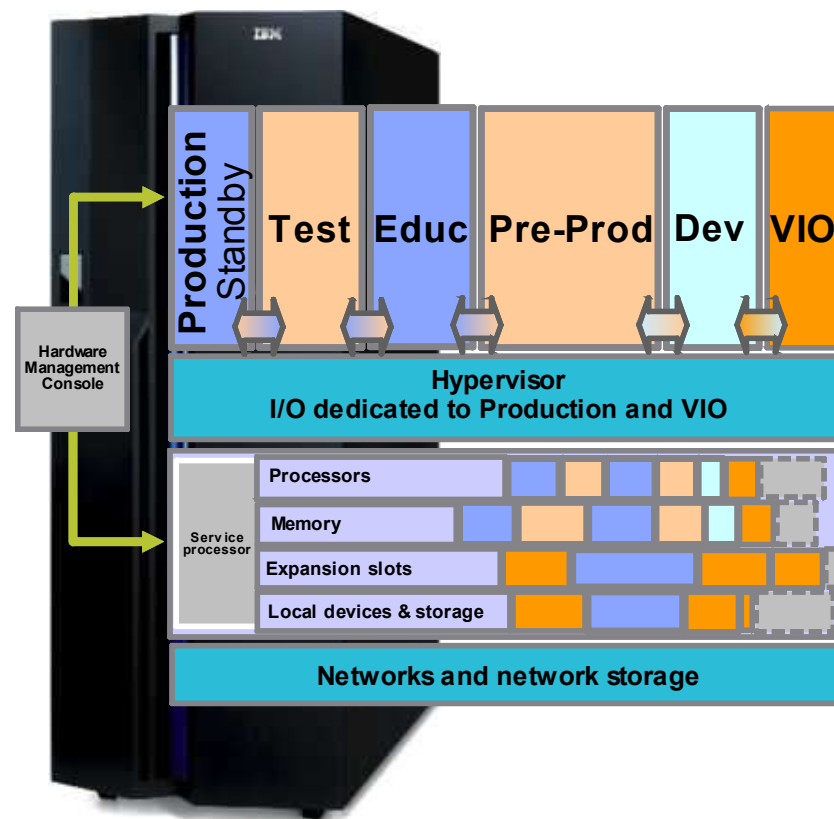 IBM
Production
Standby
Test
Educ
Pre-Prod
Dev
VIO
Hardware
Management
Console
Hypervisor
I/O dedicated to Production and VIO
Processors
Memory
Service
processor
Expansion slots
Local devices & storage
Networks and network storage